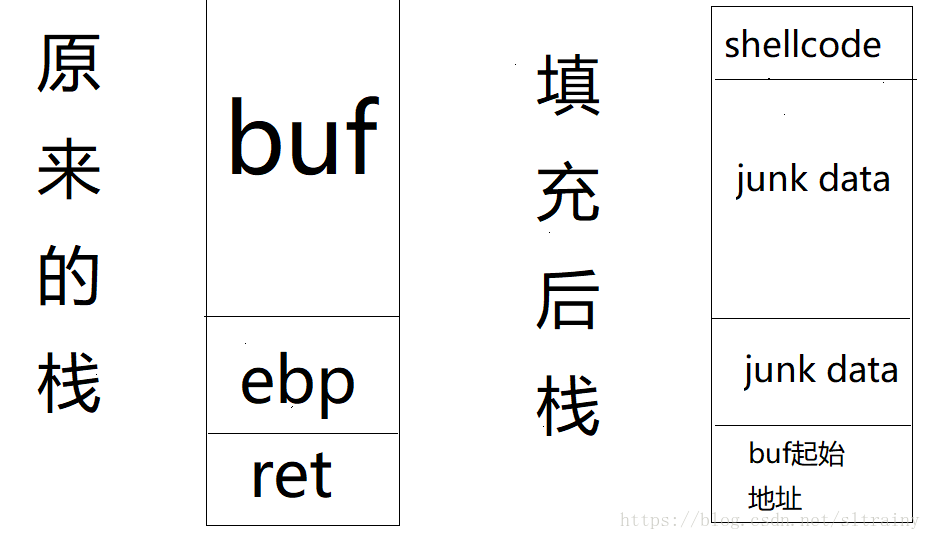 原来的栈
buf
ebp
ret
填充后栈
shellcode
junk data
junk data
buf起始
地址
https://blog.csdn.net/sltrainy